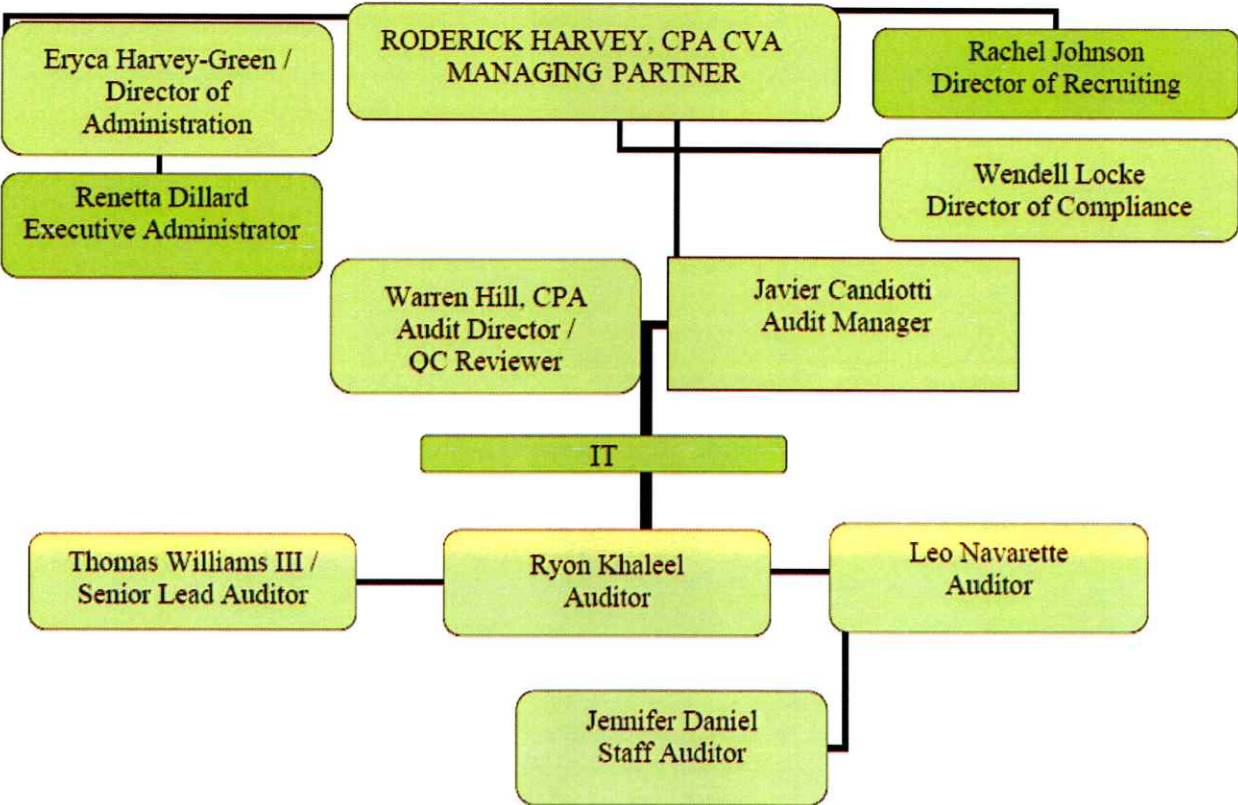 RODERICK HARVEY, CPA CVA
MANAGING PARTNER
Eryca Harvey-Green /
Director of
Administration
Rachel Johnson
Director of Recruiting
Renetta Dillard
Executive Administrator
Wendell Locke
Director of Compliance
Warren Hill, CPA
Audit Director /
QC Reviewer
Javier Candiotti
Audit Manager
IT
Thomas Williams III /
Senior Lead Auditor
Ryon Khaleel
Auditor
Leo Navarette
Auditor
Jennifer Daniel
Staff Auditor